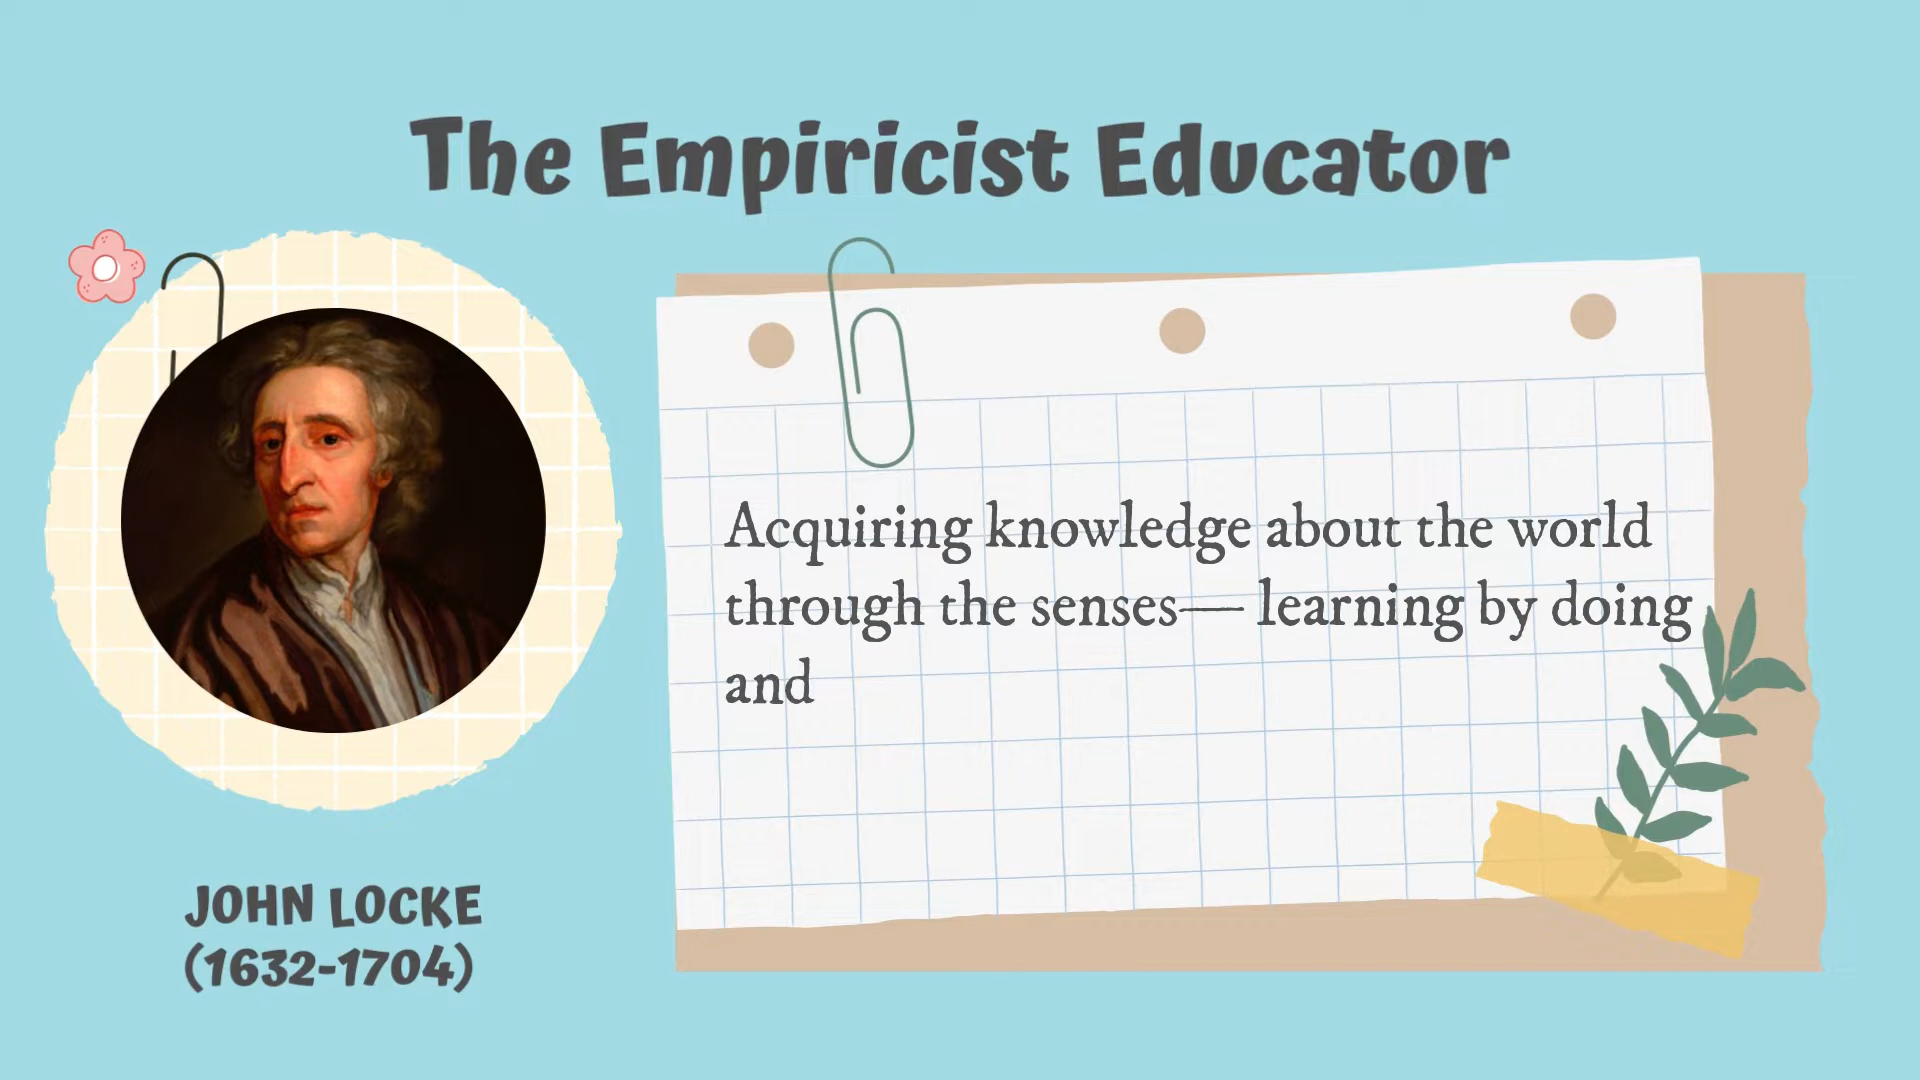 The Empiricist Educator
Acquiring knowledge about the world
through the senses— learning by doing
and
JOHN LOCKE
(1632-1704)